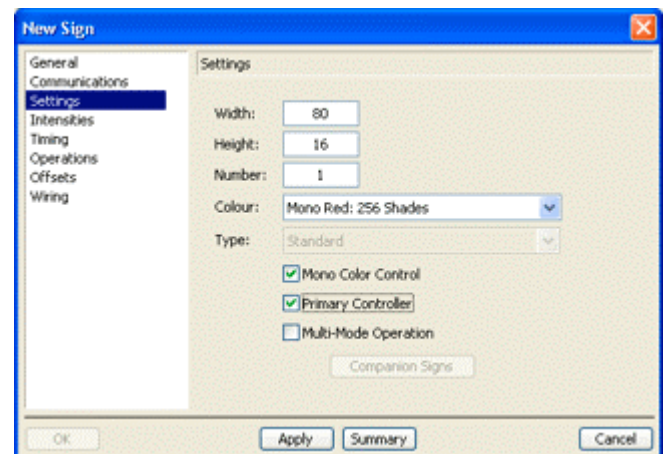 New Sign
General
Communications
Settings
Intensities
Timing
Operations
Offsets
Wiring
Settings
Width: 80
Height: 16
Number: 1
Colour: Mono Red: 256 Shades
Type: Standard
Mono Color Control
Primary Controller
Multi-Mode Operation
Companion Signs
OK Apply Summary Cancel